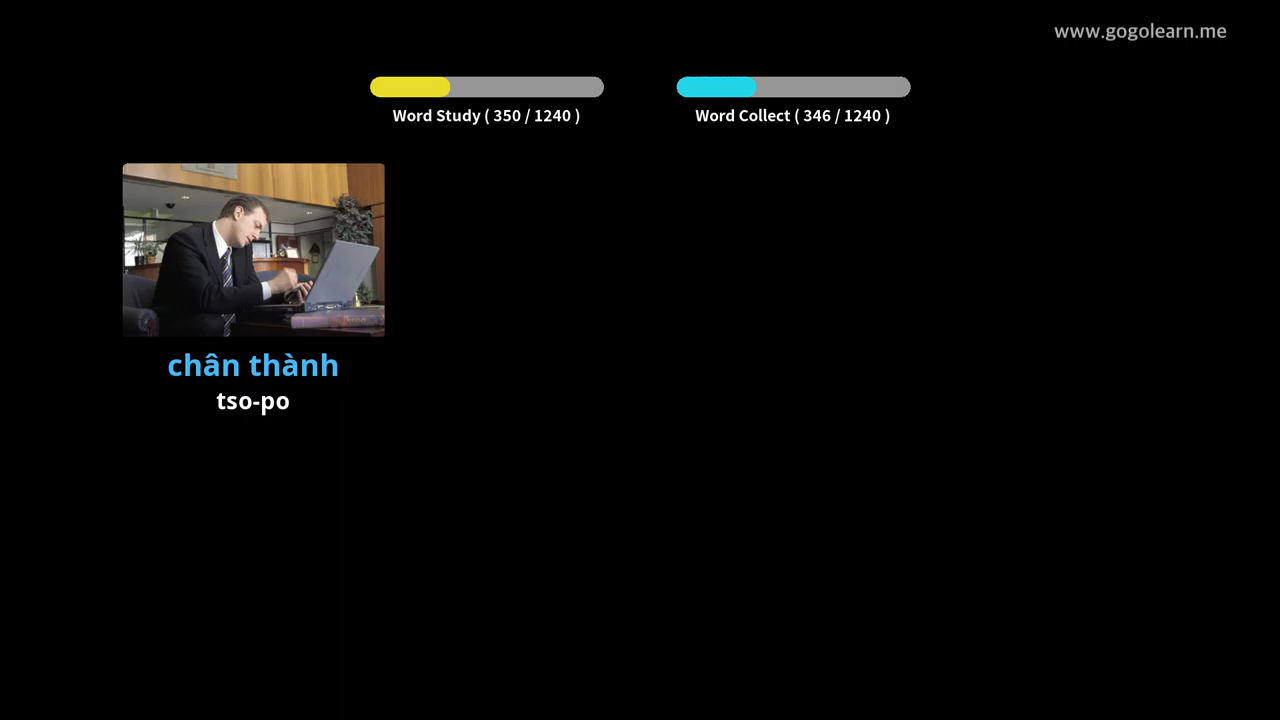 www.gogolearn.me
Word Study ( 350 / 1240 )
Word Collect ( 346 / 1240 )
chân thành
tso-po